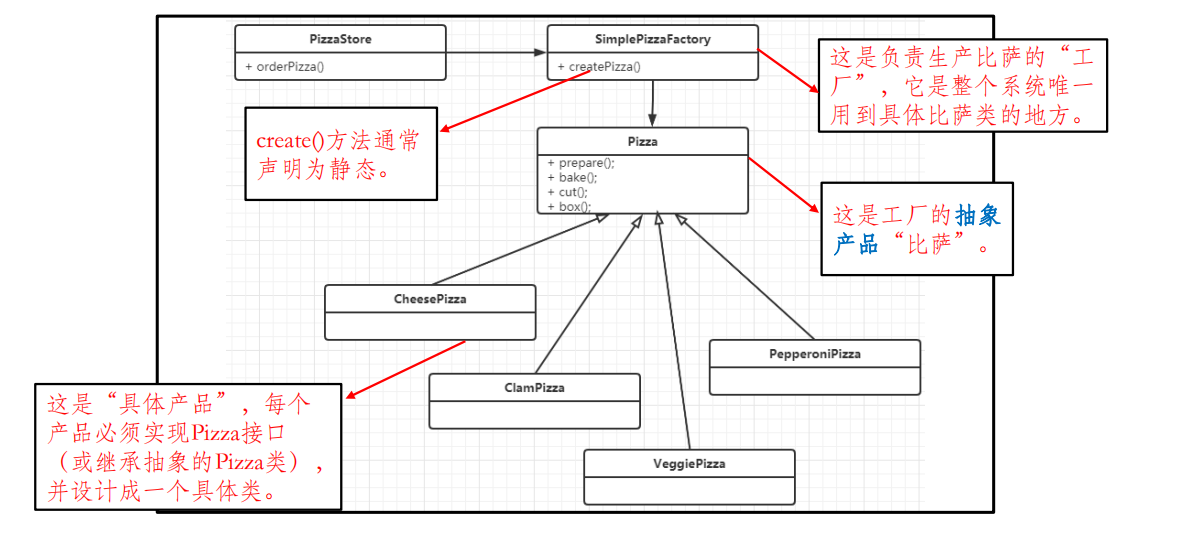 PizzaStore
+ orderPizza()
SimplePizzaFactory
+ createPizza()
这是负责生产比萨的“工
厂”，它是整个系统唯一
用到具体比萨类的地方。
create()方法通常
声明为静态。
Pizza
+ prepare();
+ bake();
+ cut();
+ box();
这是工厂的抽象
产品“比萨”。
CheesePizza
PepperoniPizza
ClamPizza
这是“具体产品”，每个
产品必须实现Pizza接口
（或继承抽象的Pizza类），
并设计成一个具体类。
VeggiePizza